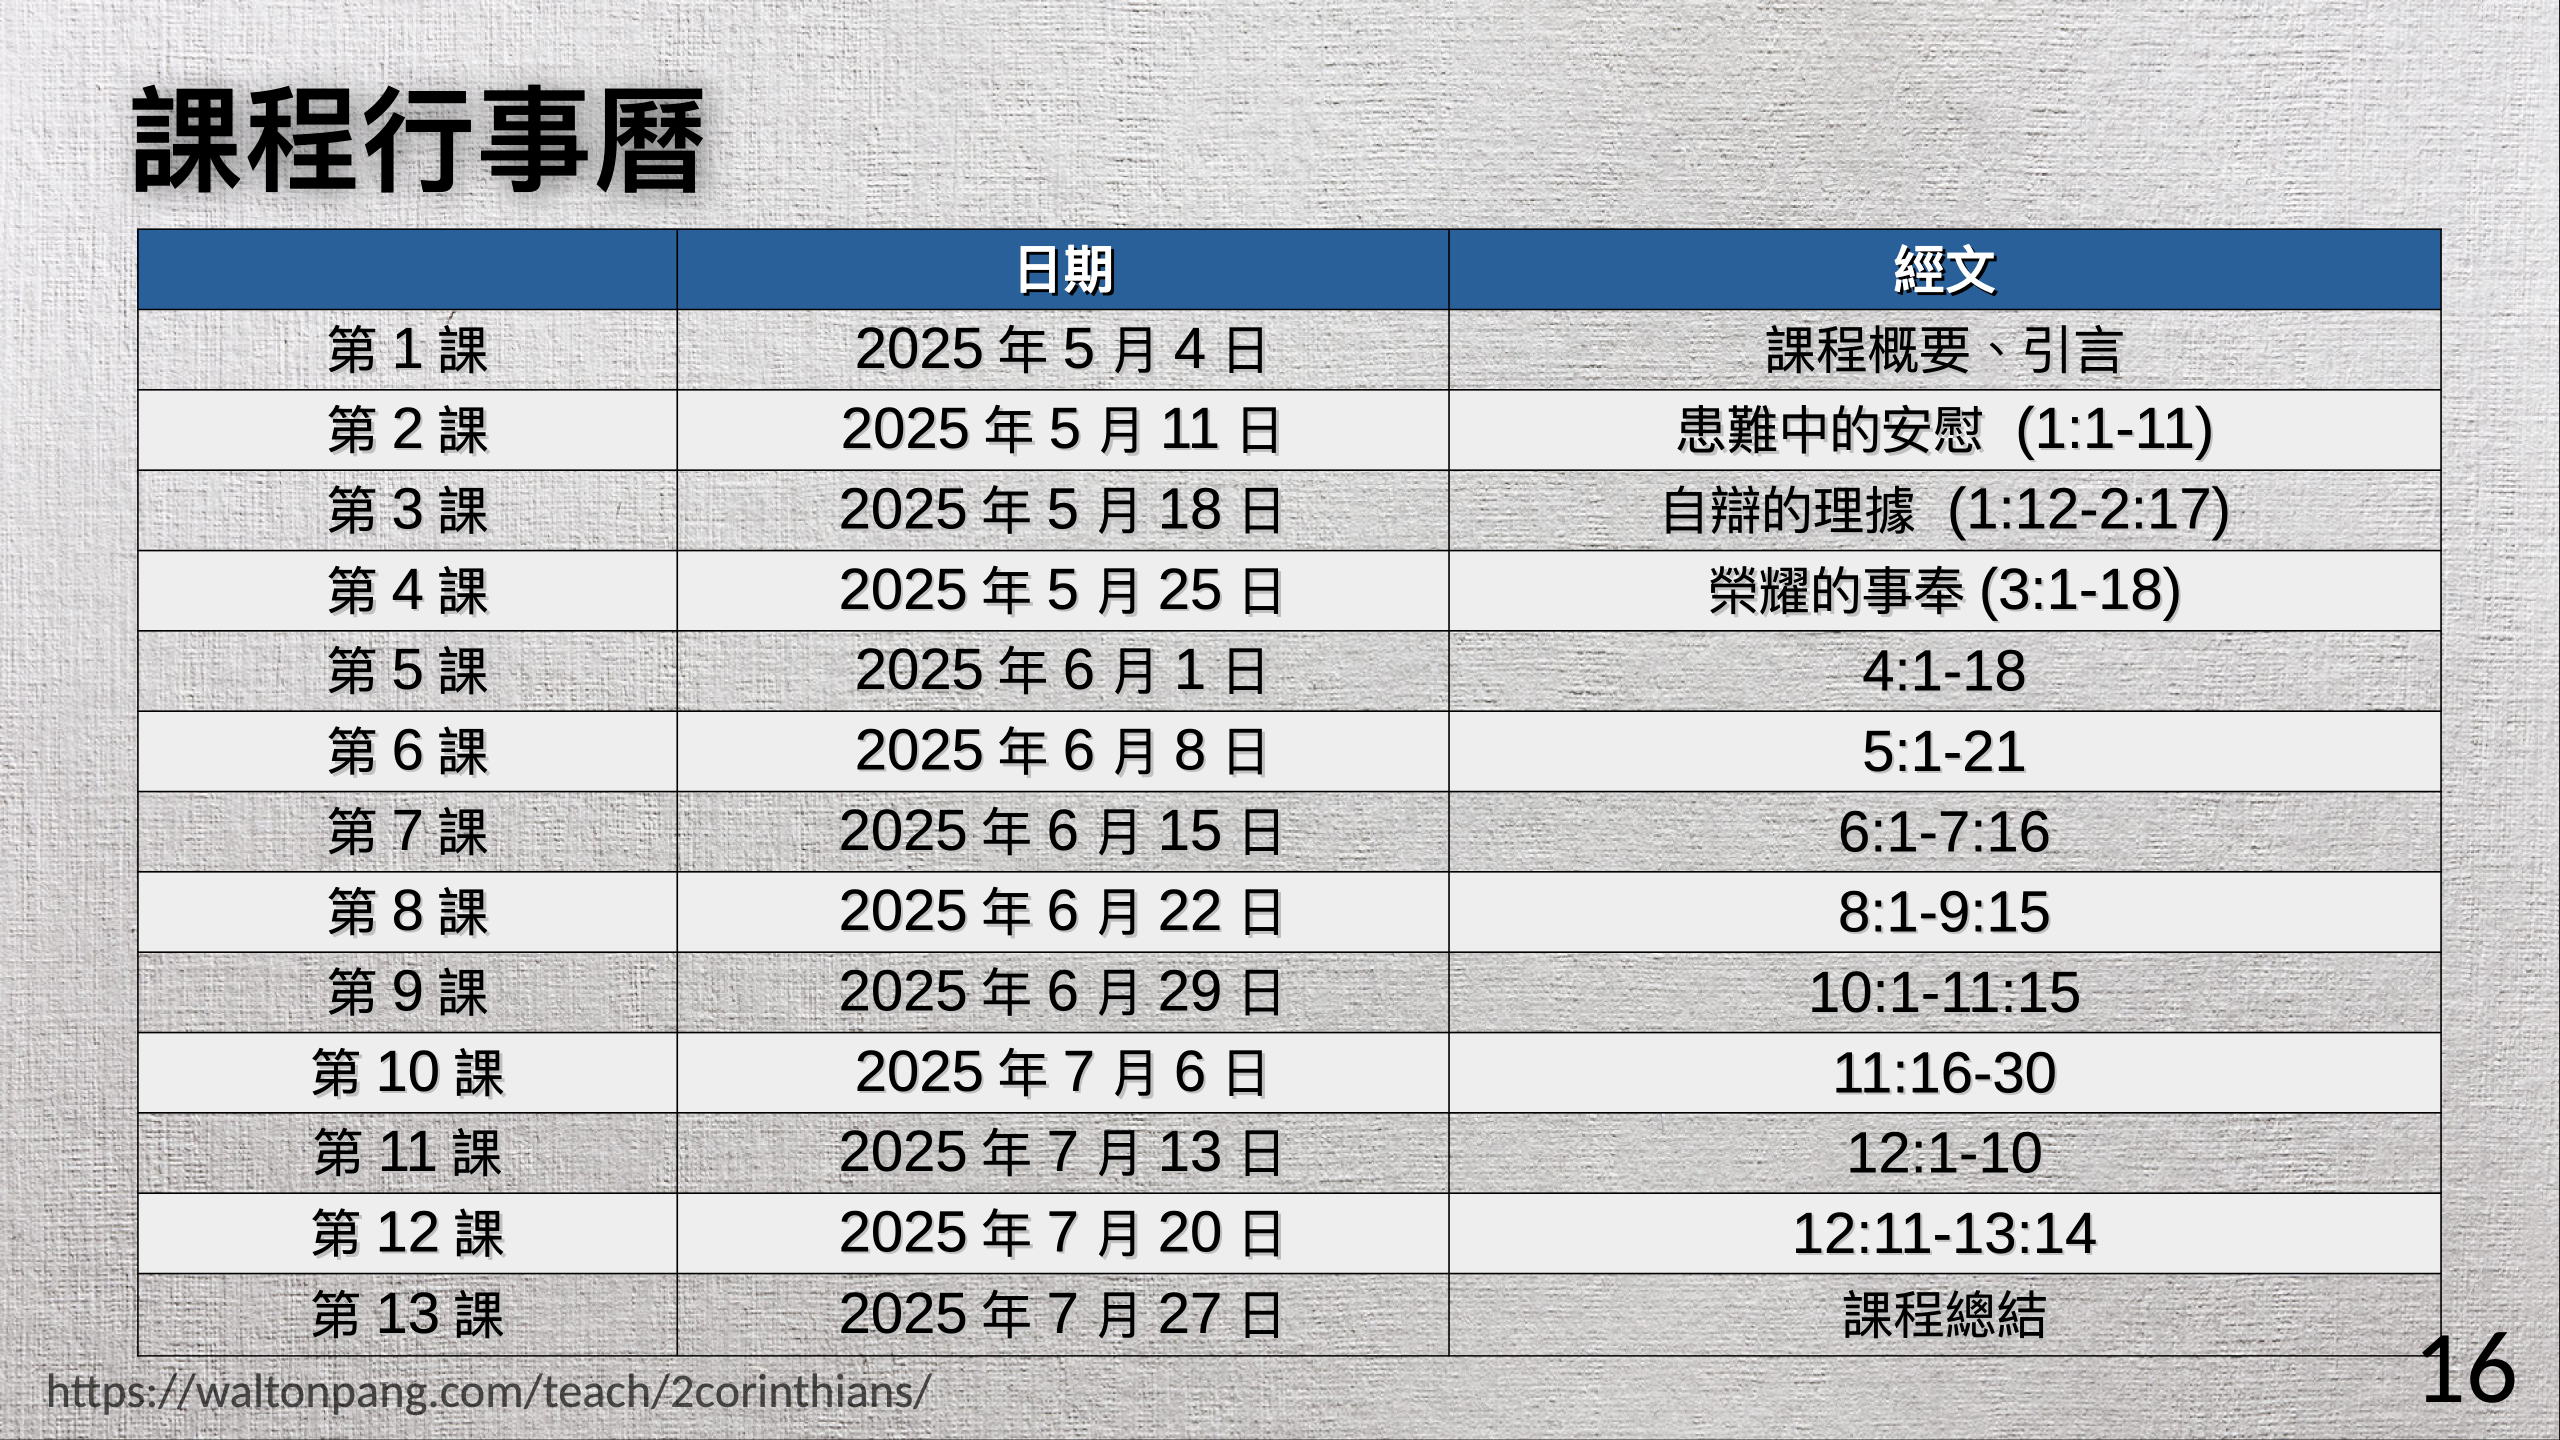 課程行事曆
日期 經文
第 1 課 2025 年 5 月 4 日 課程概要、引言
第 2 課 2025 年 5 月 11 日 患難中的安慰 (1:1-11)
第 3 課 2025 年 5 月 18 日 自辯的理據 (1:12-2:17)
第 4 課 2025 年 5 月 25 日 榮耀的事奉 (3:1-18)
第 5 課 2025 年 6 月 1 日 4:1-18
第 6 課 2025 年 6 月 8 日 5:1-21
第 7 課 2025 年 6 月 15 日 6:1-7:16
第 8 課 2025 年 6 月 22 日 8:1-9:15
第 9 課 2025 年 6 月 29 日 10:1-11:15
第 10 課 2025 年 7 月 6 日 11:16-30
第 11 課 2025 年 7 月 13 日 12:1-10
第 12 課 2025 年 7 月 20 日 12:11-13:14
第 13 課 2025 年 7 月 27 日 課程總結
https://waltonpang.com/teach/2corinthians/
16